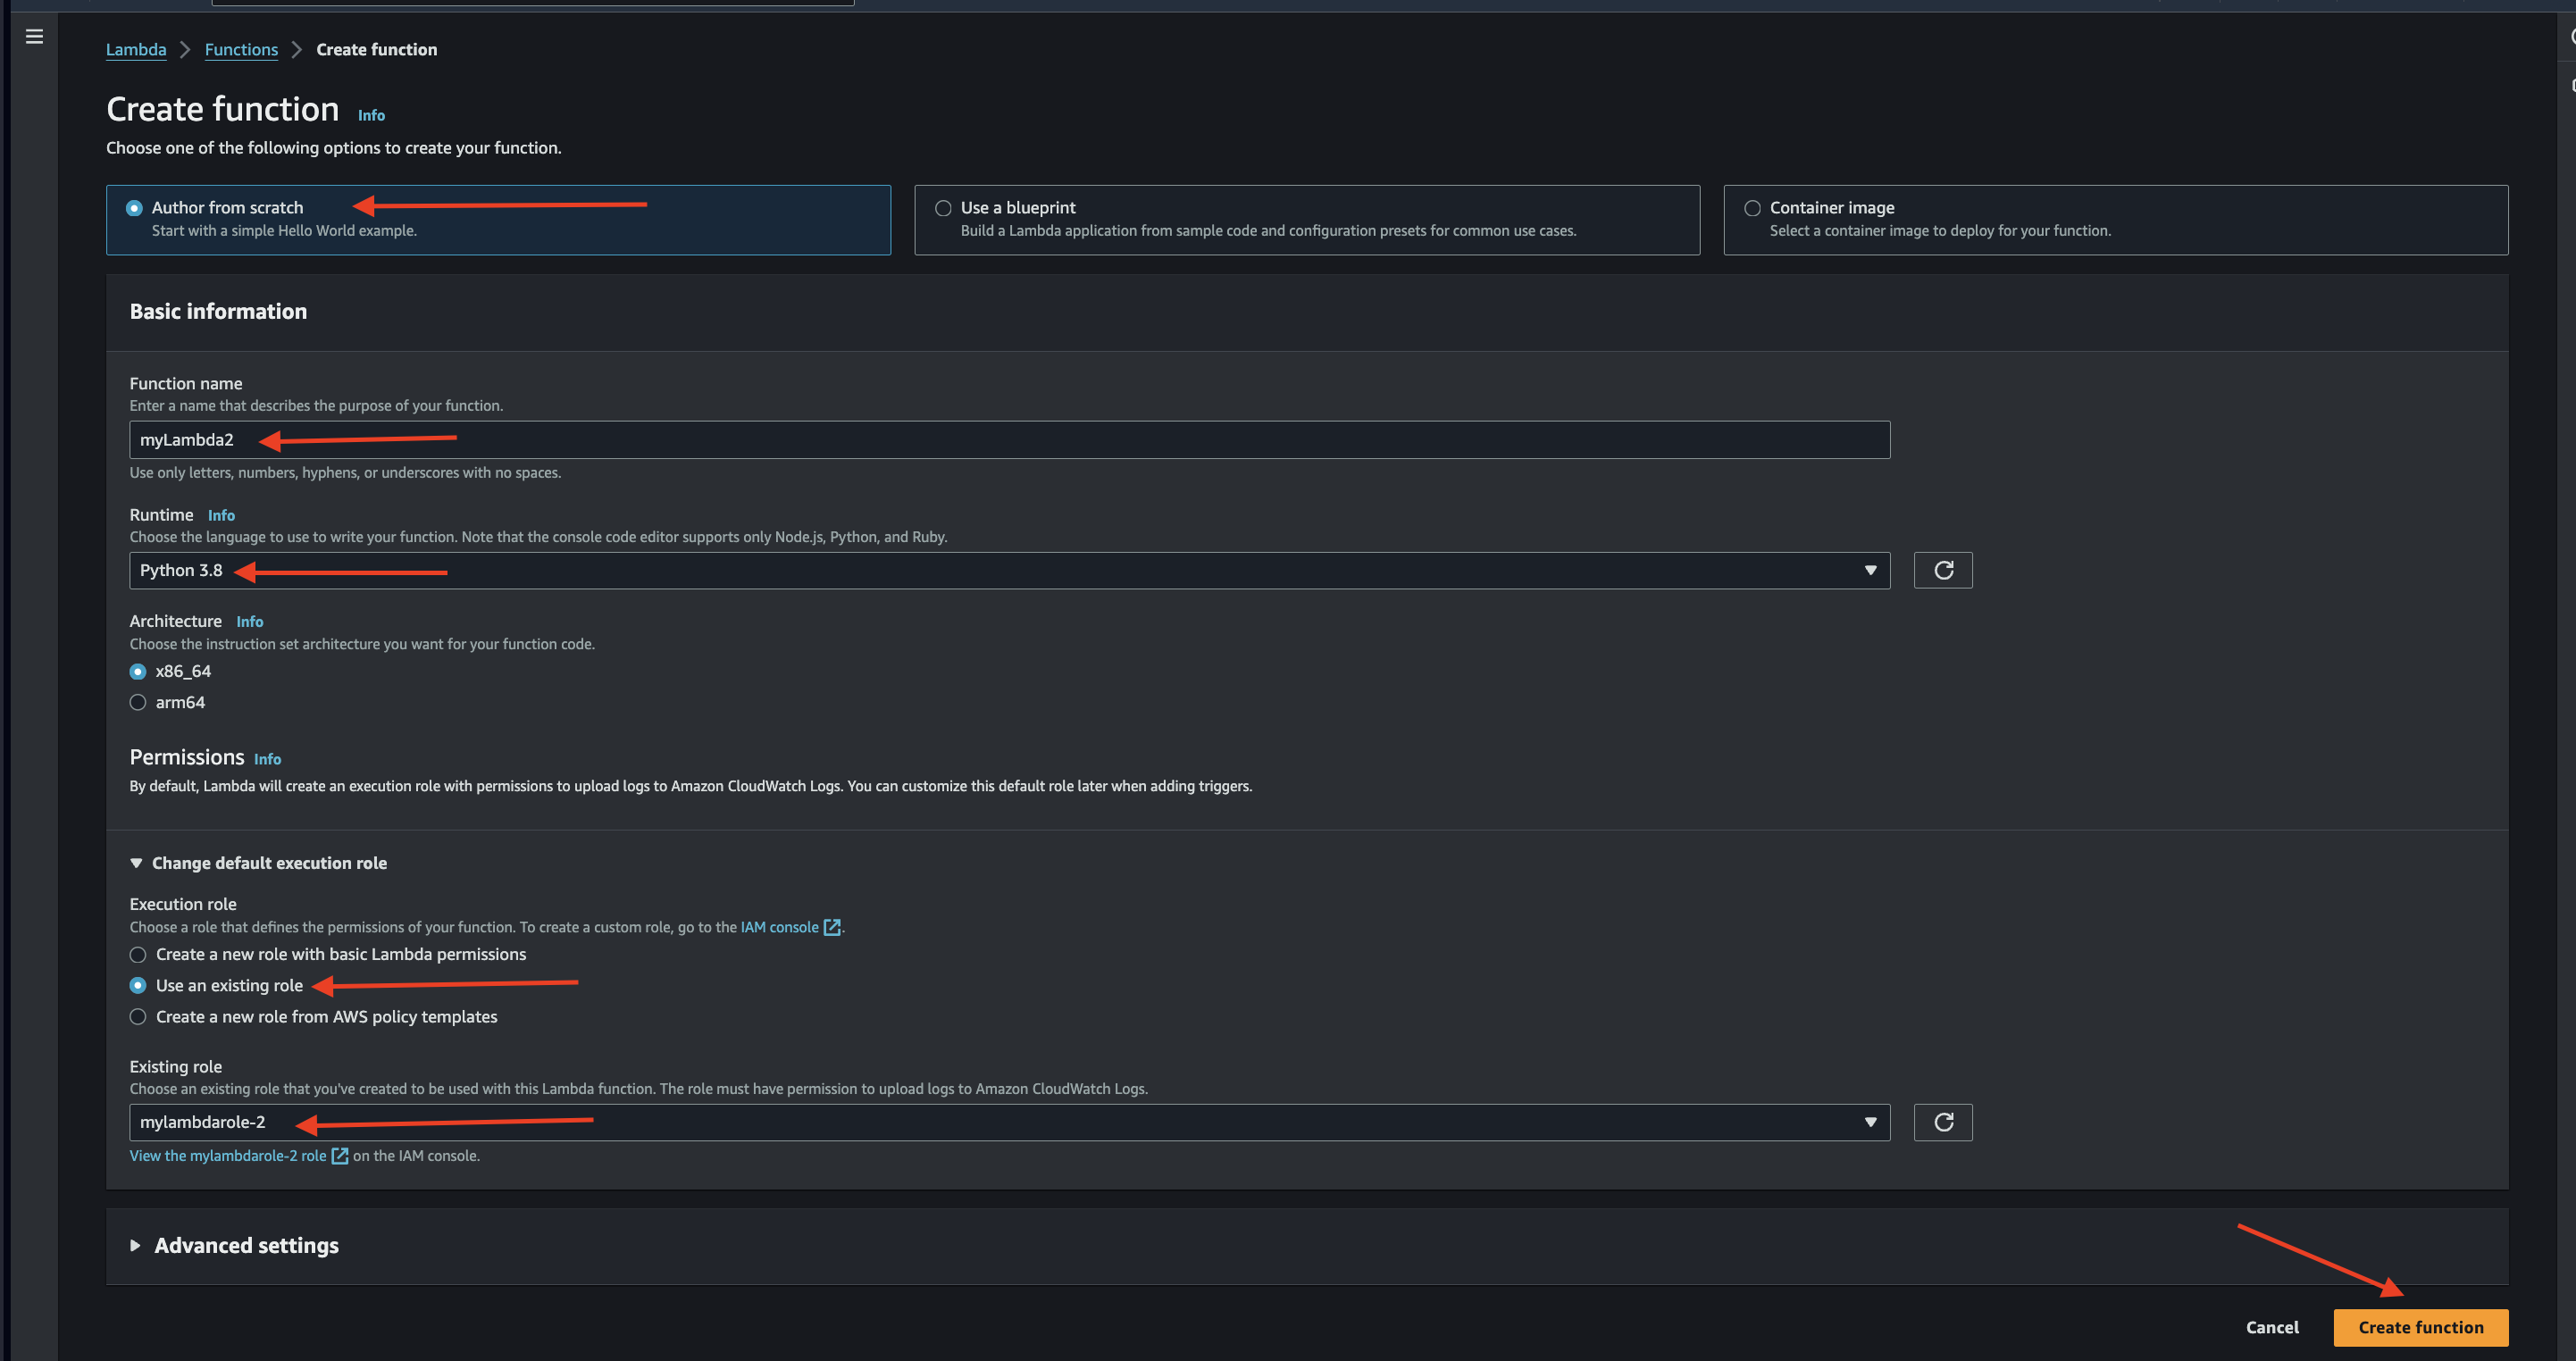 Lambda > Functions > Create function
Create function Info
Choose one of the following options to create your function.
Author from scratch
Start with a simple Hello World example.
Use a blueprint
Build a Lambda application from sample code and configuration presets for common use cases.
Container image
Select a container image to deploy for your function.
Basic information
Function name
Enter a name that describes the purpose of your function.
myLambda2
Use only letters, numbers, hyphens, or underscores with no spaces.
Runtime Info
Choose the language to use to write your function. Note that the console code editor supports only Node.js, Python, and Ruby.
Python 3.8
Architecture Info
Choose the instruction set architecture you want for your function code.
x86_64
arm64
Permissions Info
By default, Lambda will create an execution role with permissions to upload logs to Amazon CloudWatch Logs. You can customize this default role later when adding triggers.
Change default execution role
Execution role
Choose a role that defines the permissions of your function. To create a custom role, go to the IAM console.
Create a new role with basic Lambda permissions
Use an existing role
Create a new role from AWS policy templates
Existing role
Choose an existing role that you've created to be used with this Lambda function. The role must have permission to upload logs to Amazon CloudWatch Logs.
mylambdarole-2
View the mylambdarole-2 role on the IAM console.
Advanced settings
Cancel
Create function